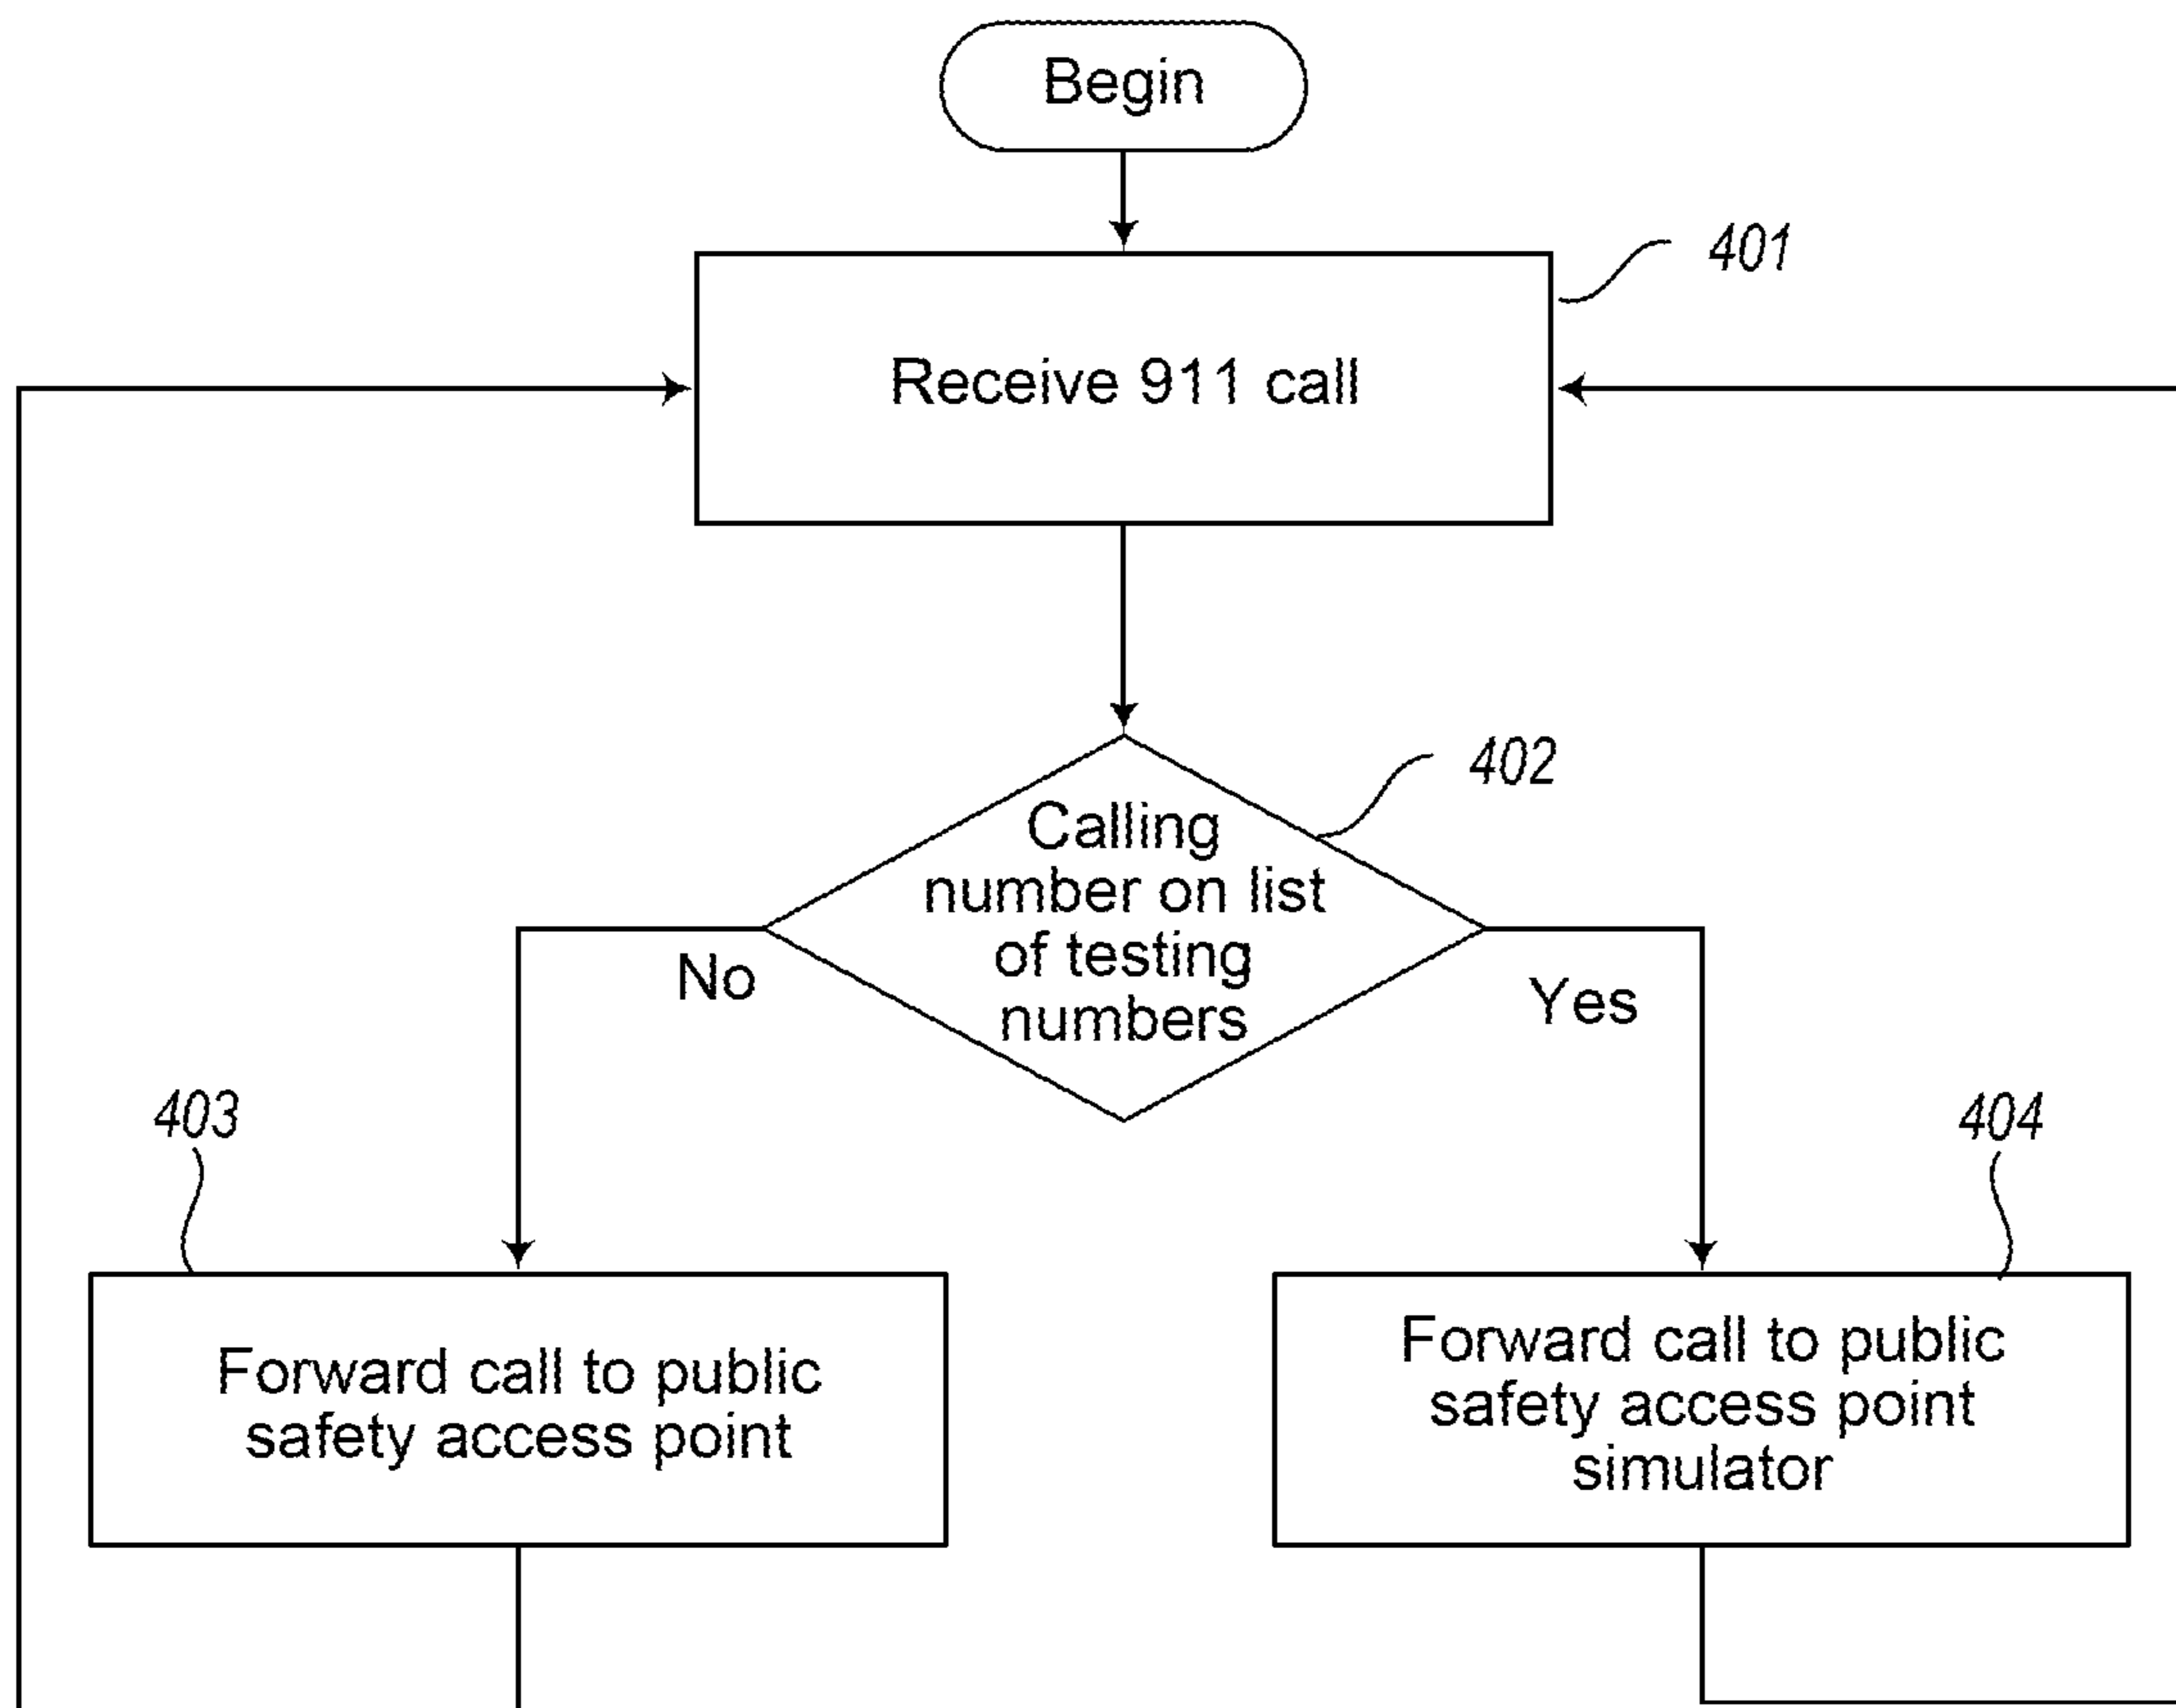 Begin
401
Receive 911 call
402
Calling
number on list
of testing
numbers
No
Yes
403
404
Forward call to public
safety access point
Forward call to public
safety access point
simulator